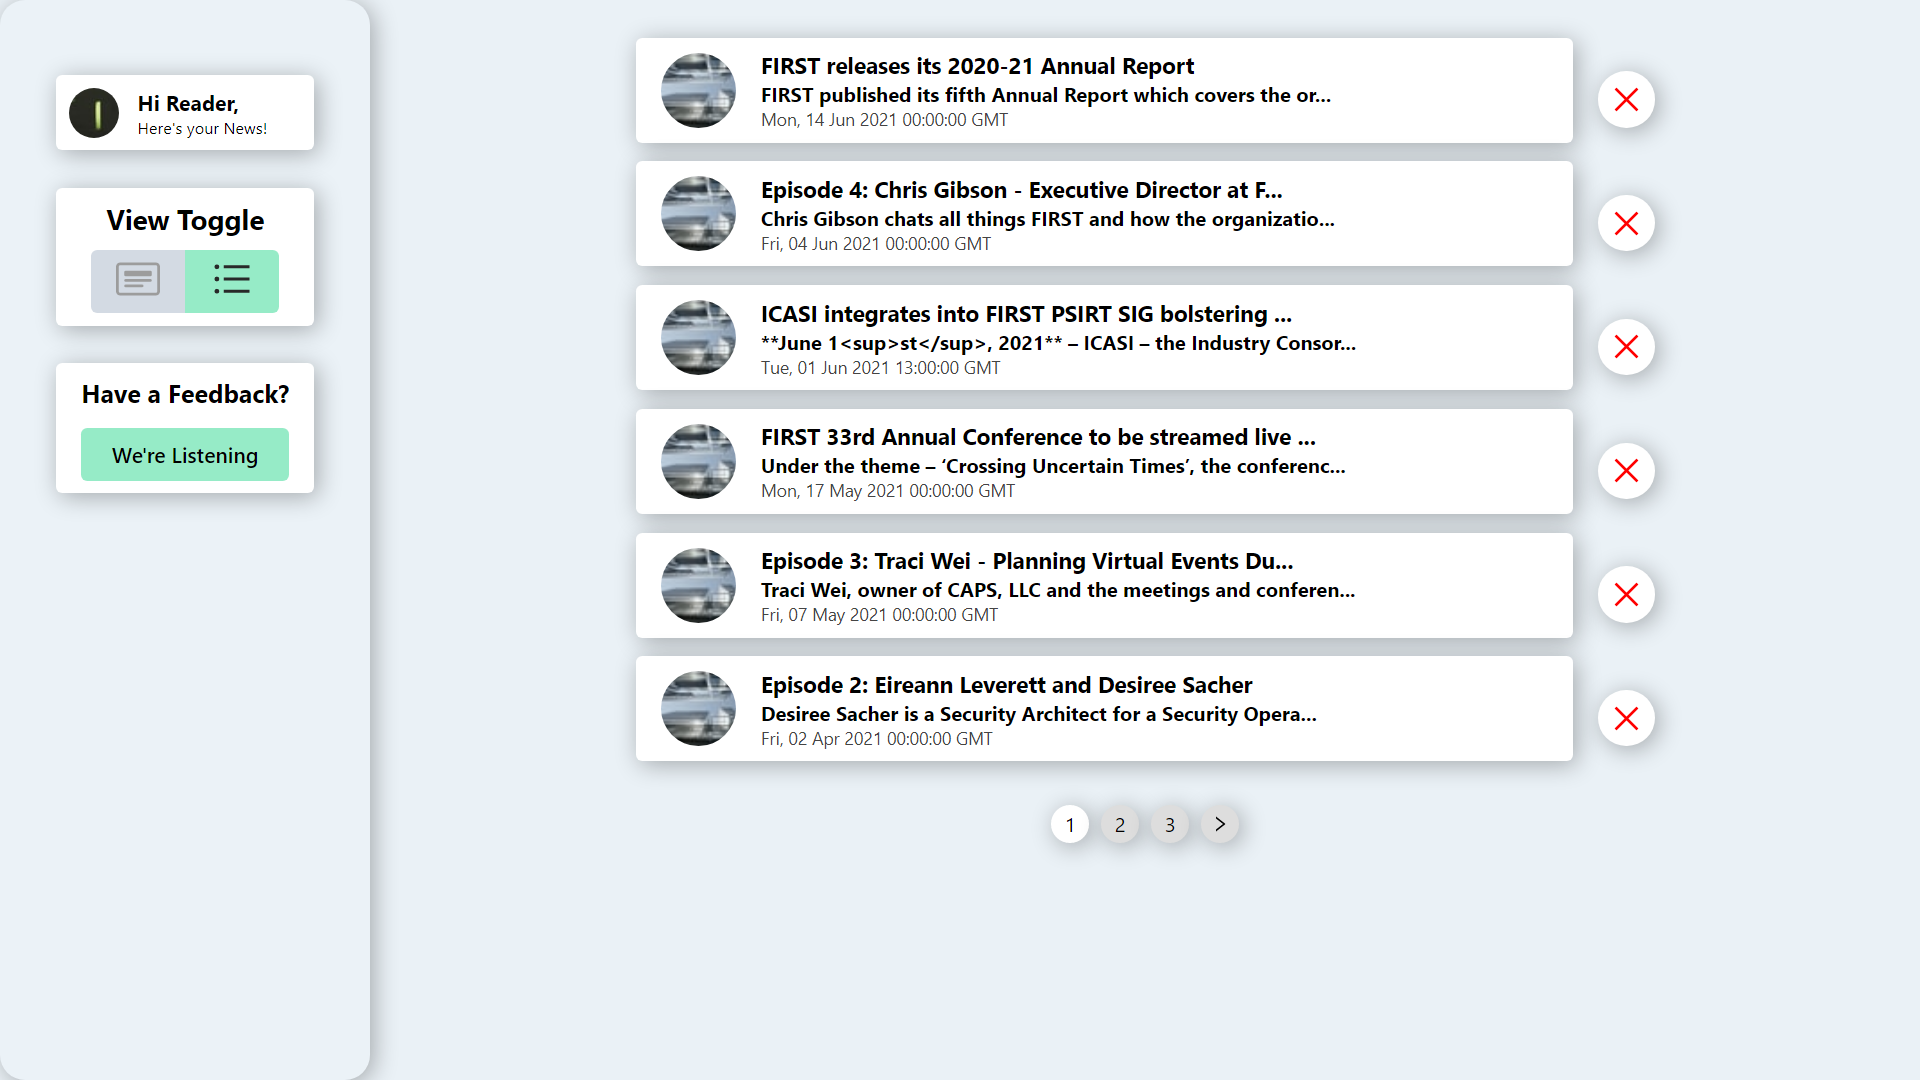 Hi Reader,
Here's your News!
View Toggle
Have a Feedback?
We're Listening
FIRST releases its 2020-21 Annual Report
FIRST published its fifth Annual Report which covers the or...
Mon, 14 Jun 2021 00:00:00 GMT
Episode 4: Chris Gibson - Executive Director at F...
Chris Gibson chats all things FIRST and how the organizatio...
Fri, 04 Jun 2021 00:00:00 GMT
ICASI integrates into FIRST PSIRT SIG bolstering ...
**June 1<sup>st</sup>, 2021** – ICASI – the Industry Consor...
Tue, 01 Jun 2021 13:00:00 GMT
FIRST 33rd Annual Conference to be streamed live ...
Under the theme – ‘Crossing Uncertain Times’, the conferenc...
Mon, 17 May 2021 00:00:00 GMT
Episode 3: Traci Wei - Planning Virtual Events Du...
Traci Wei, owner of CAPS, LLC and the meetings and conferen...
Fri, 07 May 2021 00:00:00 GMT
Episode 2: Eireann Leverett and Desiree Sacher
Desiree Sacher is a Security Architect for a Security Opera...
Fri, 02 Apr 2021 00:00:00 GMT
1 2 3